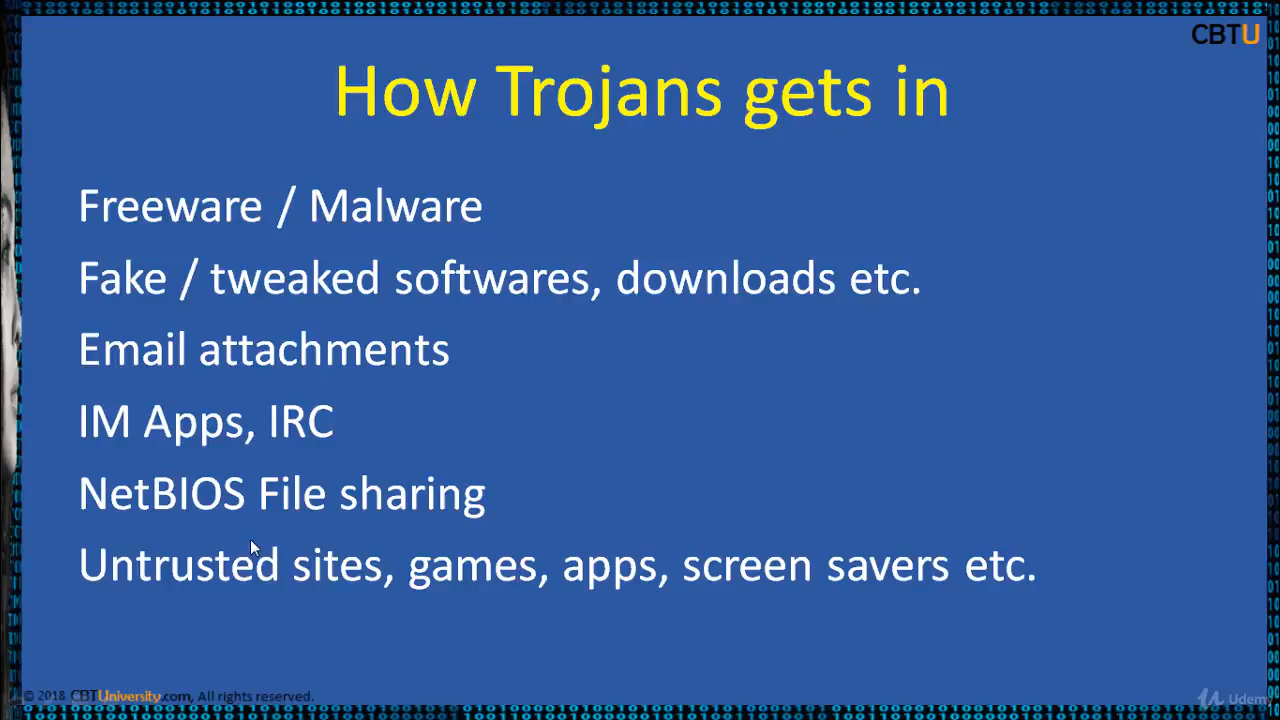 CBTU
How Trojans gets in
Freeware / Malware
Fake / tweaked softwares, downloads etc.
Email attachments
IM Apps, IRC
NetBIOS File sharing
Untrusted sites, games, apps, screen savers etc.
© 2018 CBTUniversity.com, All rights reserved.
Udemy